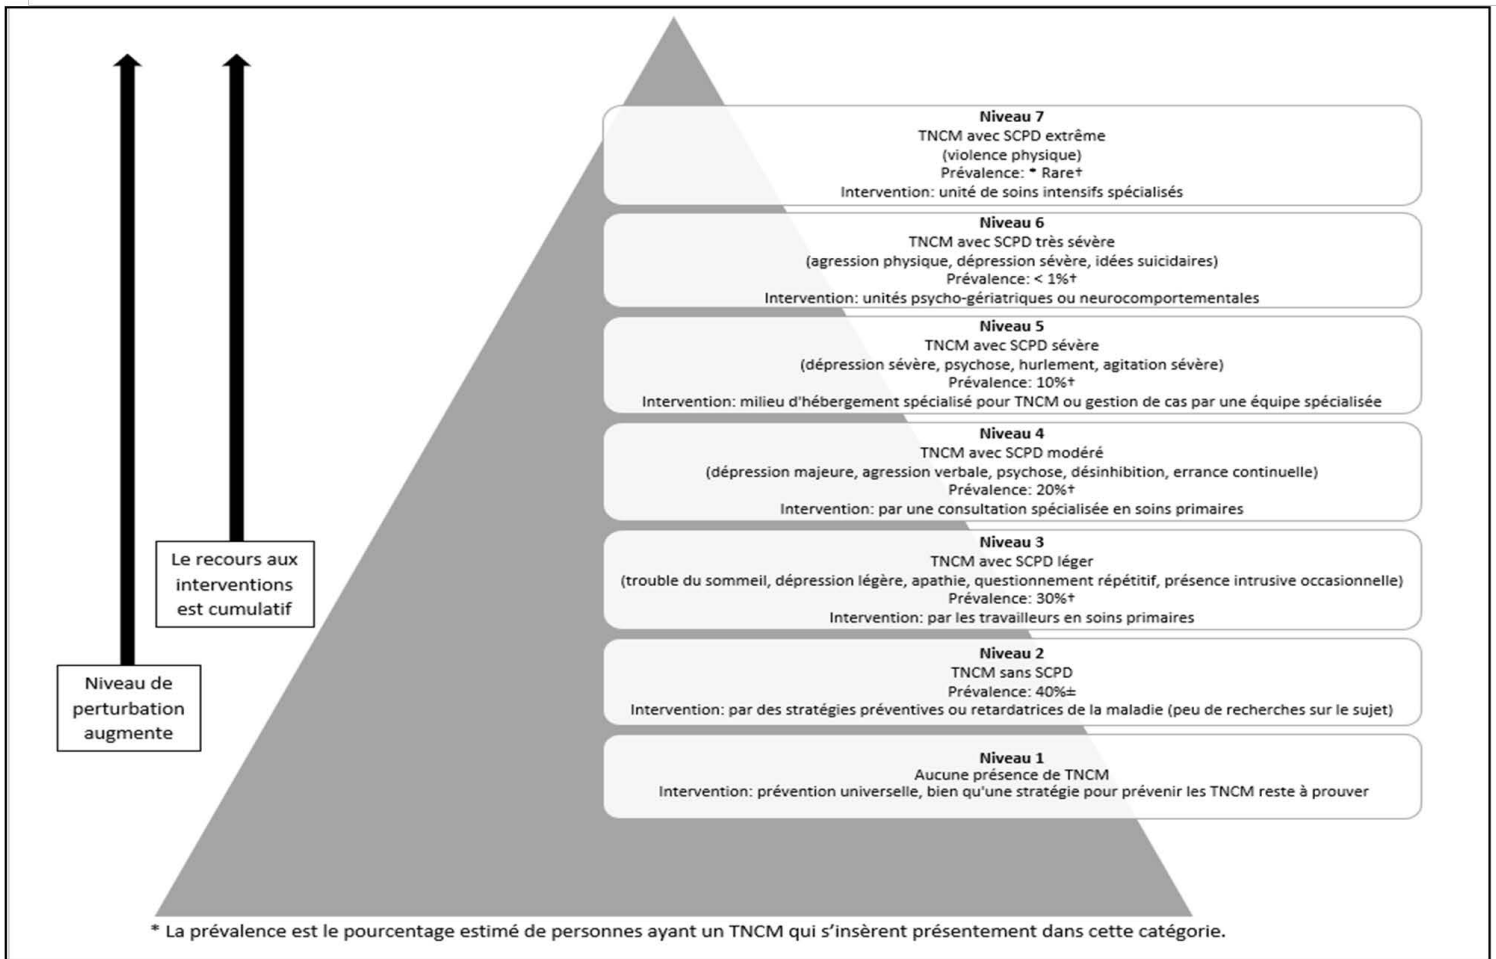 Niveau 7
TNCM avec SCPD extrême
(violence physique)
Prévalence: * Rare†
Intervention: unité de soins intensifs spécialisés
Niveau 6
TNCM avec SCPD très sévère
(agression physique, dépression sévère, idées suicidaires)
Prévalence: < 1%†
Intervention: unités psycho-gériatriques ou neurocomportementales
Niveau 5
TNCM avec SCPD sévère
(dépression sévère, psychose, hurlement, agitation sévère)
Prévalence: 10%†
Intervention: milieu d'hébergement spécialisé pour TNCM ou gestion de cas par une équipe spécialisée
Niveau 4
TNCM avec SCPD modéré
(dépression majeure, agression verbale, psychose, désinhibition, errance continuelle)
Prévalence: 20%†
Intervention: par une consultation spécialisée en soins primaires
Niveau 3
TNCM avec SCPD léger
(trouble du sommeil, dépression légère, apathie, questionnement répétitif, présence intrusive occasionnelle)
Prévalence: 30%†
Intervention: par les travailleurs en soins primaires
Niveau 2
TNCM sans SCPD
Prévalence: 40%±
Intervention: par des stratégies préventives ou retardatrices de la maladie (peu de recherches sur le sujet)
Niveau 1
Aucune présence de TNCM
Intervention: prévention universelle, bien qu'une stratégie pour prévenir les TNCM reste à prouver
Le recours aux
interventions
est cumulatif
Niveau de
perturbation
augmente
* La prévalence est le pourcentage estimé de personnes ayant un TNCM qui s’insèrent présentement dans cette catégorie.